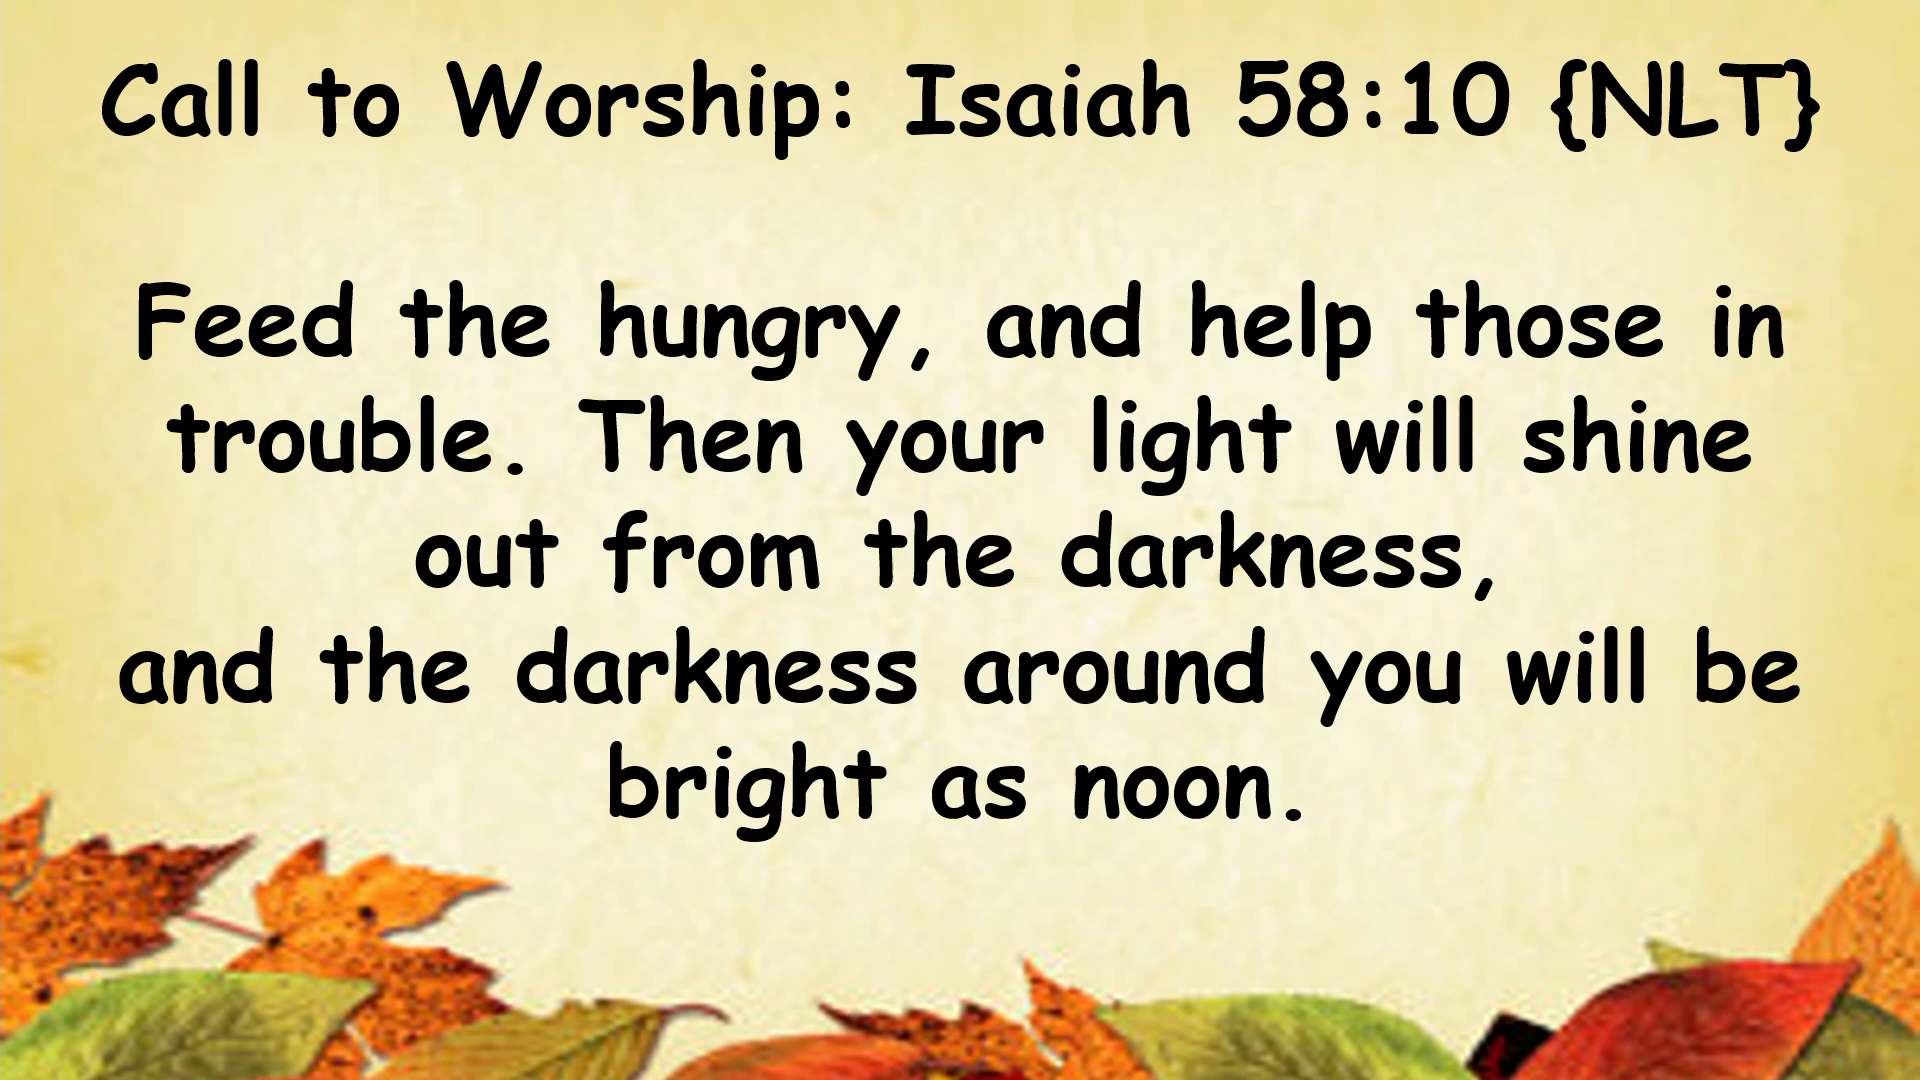 Call to Worship: Isaiah 58:10 {NLT}
Feed the hungry, and help those in
trouble. Then your light will shine
out from the darkness,
and the darkness around you will be
bright as noon.